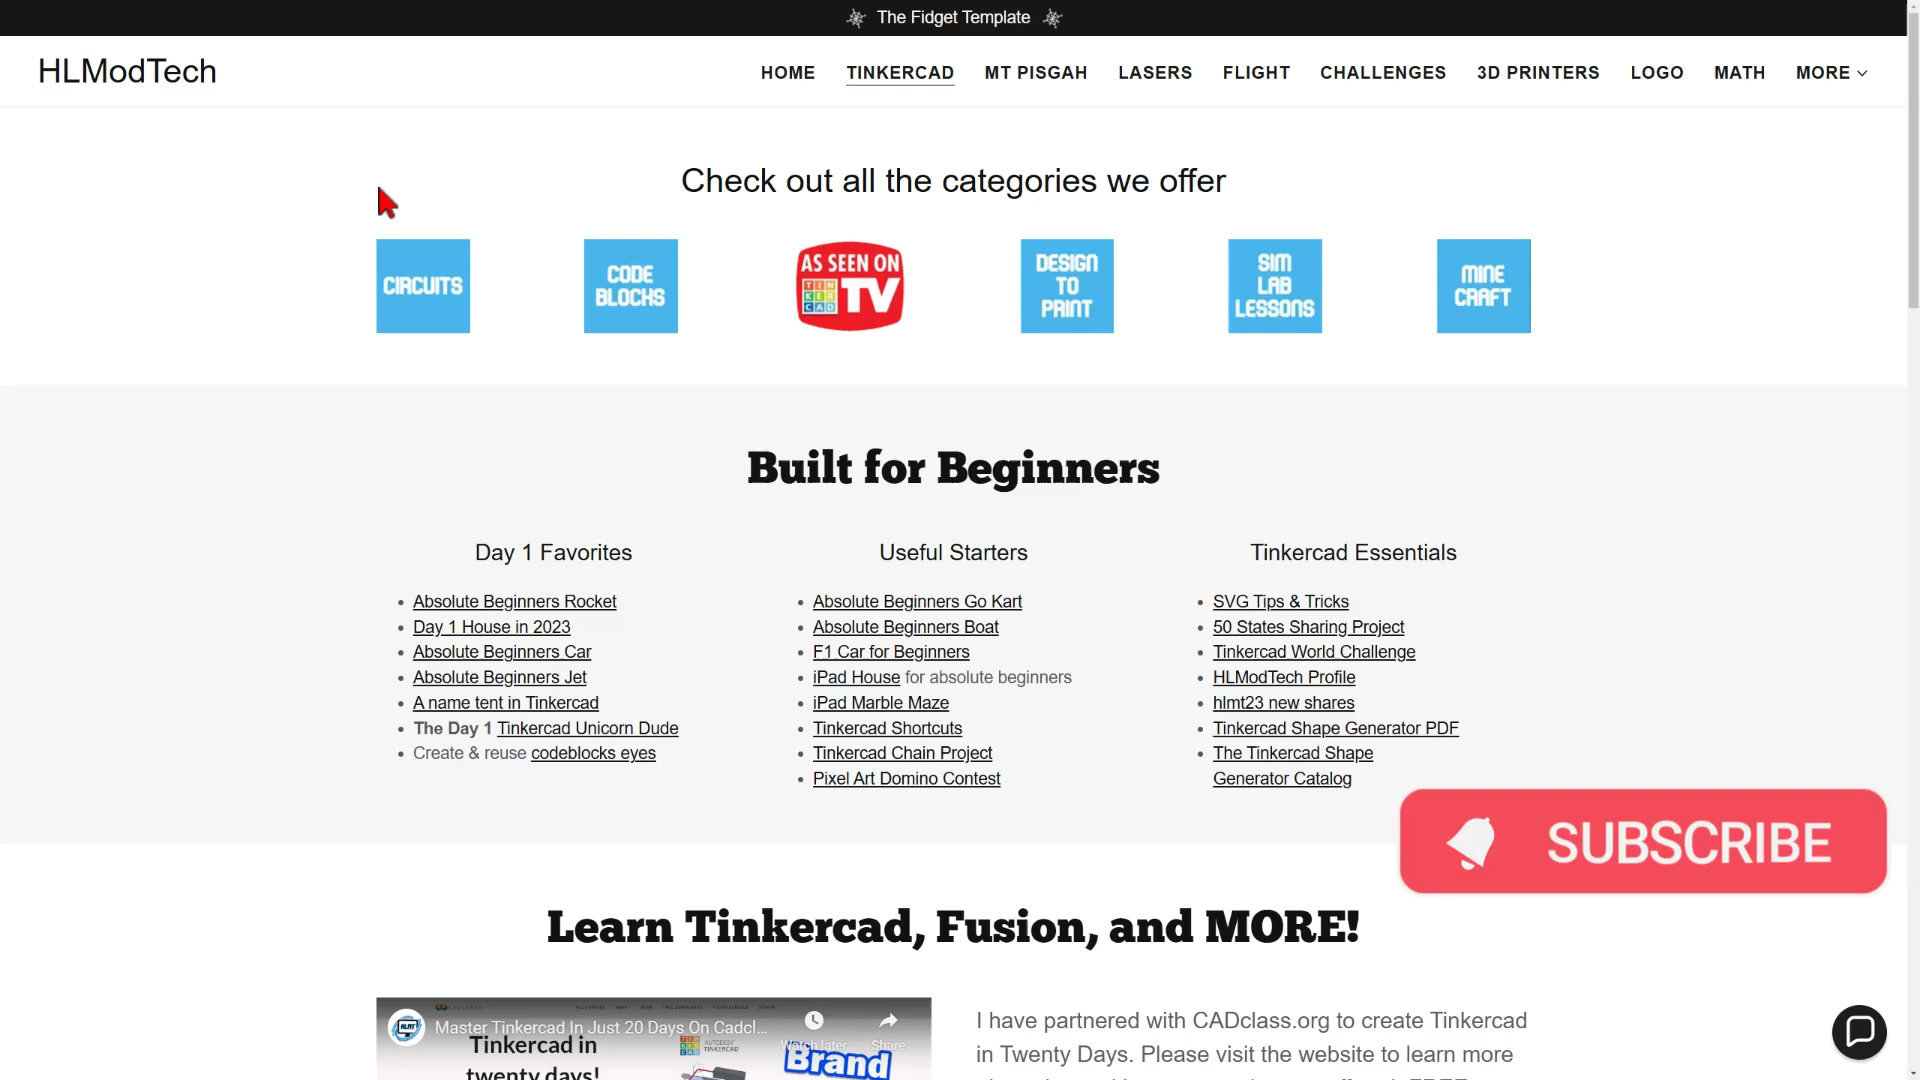 The Fidget Template
HLModTech
HOME TINKERCAD MT PISGAH LASERS FLIGHT CHALLENGES 3D PRINTERS LOGO MATH MORE
Check out all the categories we offer
CIRCUITS
CODE
BLOCKS
AS SEEN ON
TIN
KER
CAD
TV
DESIGN
TO
PRINT
SIM
LAB
LESSONS
MINE
CRAFT
Built for Beginners
Day 1 Favorites
Absolute Beginners Rocket
Day 1 House in 2023
Absolute Beginners Car
Absolute Beginners Jet
A name tent in Tinkercad
The Day 1 Tinkercad Unicorn Dude
Create & reuse codeblocks eyes
Useful Starters
Absolute Beginners Go Kart
Absolute Beginners Boat
F1 Car for Beginners
iPad House for absolute beginners
iPad Marble Maze
Tinkercad Shortcuts
Tinkercad Chain Project
Pixel Art Domino Contest
Tinkercad Essentials
SVG Tips & Tricks
50 States Sharing Project
Tinkercad World Challenge
HLModTech Profile
hlmt23 new shares
Tinkercad Shape Generator PDF
The Tinkercad Shape
Generator Catalog
SUBSCRIBE
Learn Tinkercad, Fusion, and MORE!
HLMT
Master Tinkercad In Just 20 Days On Cadcl...
Watch later
Share
Tinkercad in
twenty days!
AUTODESK
TINKERCAD
Brand
I have partnered with CADclass.org to create Tinkercad
in Twenty Days. Please visit the website to learn more